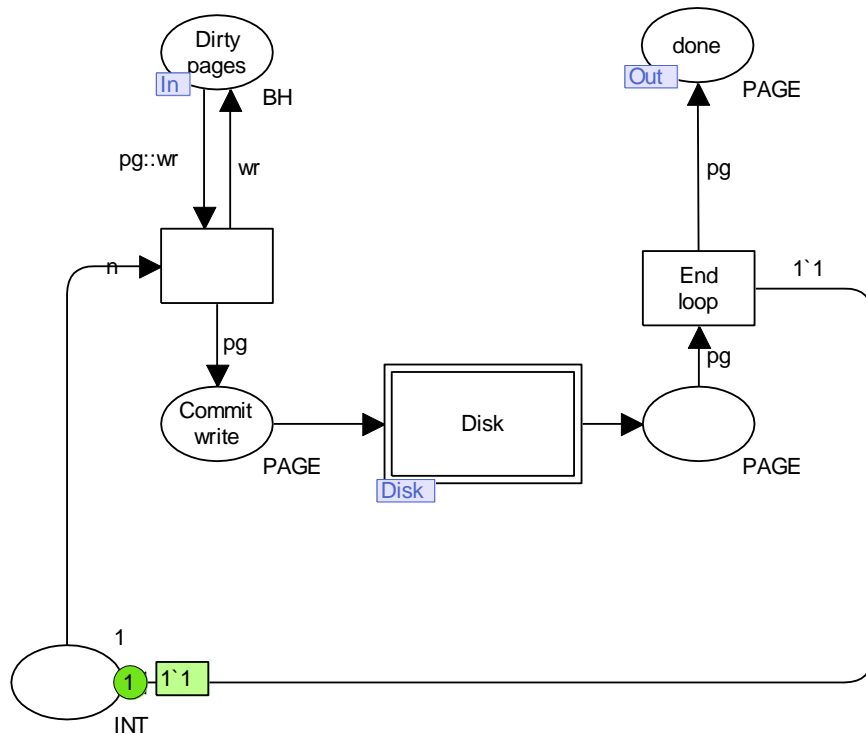 Dirty
pages
In
BH
done
Out
PAGE
pg::wr
wr
pg
n
End
loop
1`1
pg
pg
Commit
write
PAGE
Disk
Disk
PAGE
1
1
1`1
INT